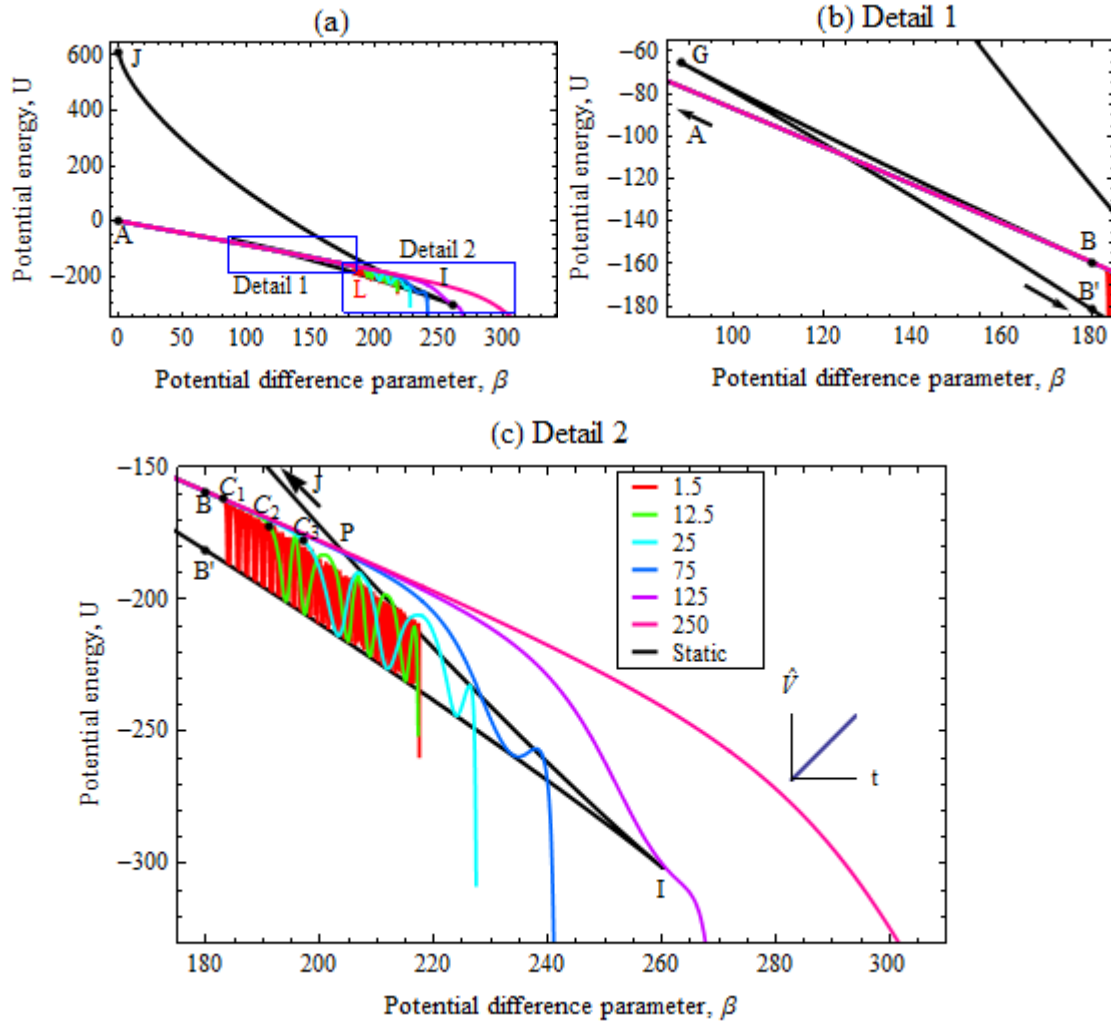 (a)
600
400
200
0
−200
J
A
Detail 1
Detail 2
L
I
0 50 100 150 200 250 300
Potential energy, U
Potential difference parameter, β
(b) Detail 1
−60
−80
−100
−120
−140
−160
−180
G
A
B
B'
100 120 140 160 180
Potential energy, U
Potential difference parameter, β
(c) Detail 2
−150
−200
−250
−300
B
C1
C2
C3
P
J
B'
I
1.5
12.5
25
75
125
250
Static
V̂
t
180 200 220 240 260 280 300
Potential energy, U
Potential difference parameter, β